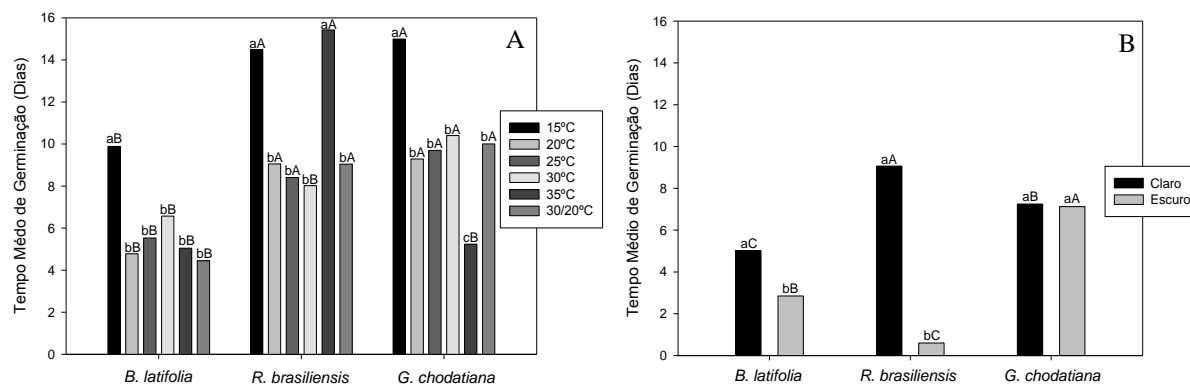 A
Tempo Médo de Germinação (Dias)
16
14
12
10
8
6
4
2
0
aB
bB
bB
bB
bB
bB
aA
bA
bA
bB
aA
bA
aA
bA
bA
bA
cB
bA
15ºC
20ºC
25ºC
30ºC
35ºC
30/20ºC
B. latifolia
R. brasiliensis
G. chodatiana
B
Tempo Médio de Germinação (Dias)
16
14
12
10
8
6
4
2
0
aC
bB
aA
bC
aB
aA
Claro
Escuro
B. latifolia
R. brasiliensis
G. chodatiana